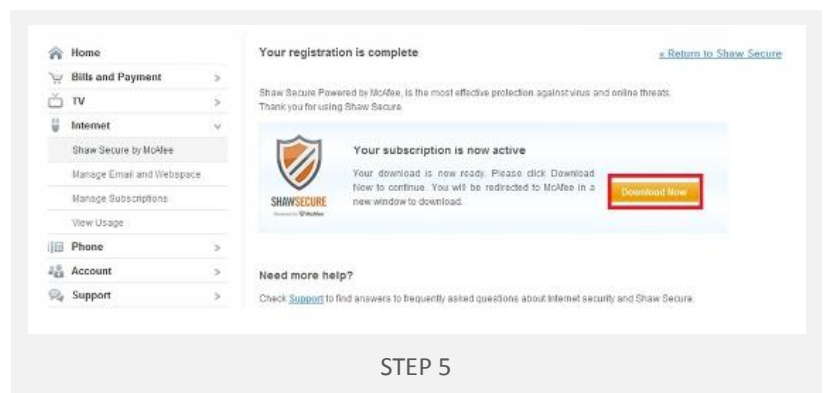 Home
Bills and Payment
TV
Internet
Shaw Secure by McAfee
Manage Email and Webspace
Manage Subscriptions
View Usage
Phone
Account
Support
Your registration is complete
« Return to Shaw Secure
Shaw Secure Powered by McAfee, is the most effective protection against virus and online threats.
Thank you for using Shaw Secure.
SHAWSECURE
Powered by McAfee
Your subscription is now active
Your download is now ready. Please click Download
Now to continue. You will be redirected to McAfee in a
new window to download.
Download Now
Need more help?
Check Support to find answers to frequently asked questions about Internet security and Shaw Secure.
STEP 5